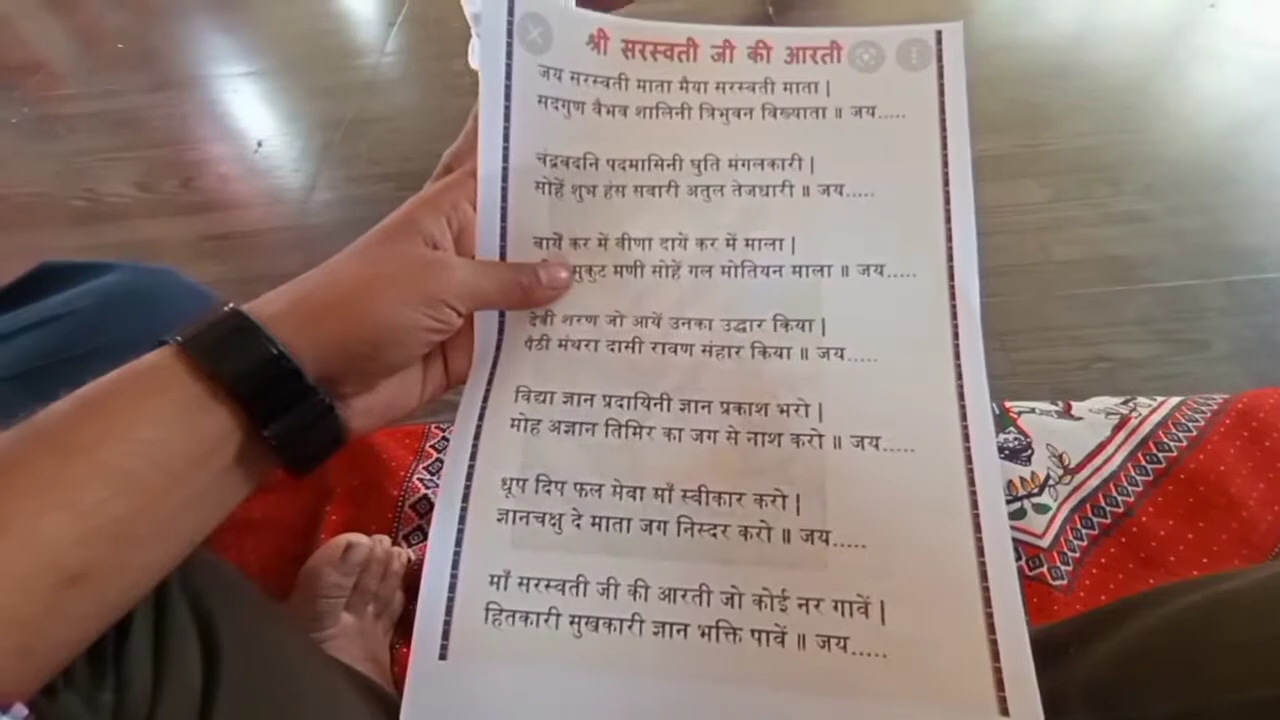 श्री सरस्वती जी की आरती
जय सरस्वती माता मैया सरस्वती माता |
सदगुण वैभव शालिनी त्रिभुवन विख्याता ॥ जय.....
चंद्रवदनि पदमासिनी घुति मंगलकारी |
सोहें शुभ हंस सवारी अतुल तेजधारी ॥ जय.....
बायें कर में वीणा दायें कर में माला |
मुकुट मणी सोहें गल मोतियन माला ॥ जय.....
देवी शरण जो आयें उनका उद्धार किया |
पैठी मंथरा दासी रावण संहार किया ॥ जय.....
विद्या ज्ञान प्रदायिनी ज्ञान प्रकाश भरो |
मोह अज्ञान तिमिर का जग से नाश करो ॥ जय.....
धूप दिप फल मेवा माँ स्वीकार करो |
ज्ञानचक्षु दे माता जग निस्दर करो ॥ जय.....
माँ सरस्वती जी की आरती जो कोई नर गावें |
हितकारी सुखकारी ज्ञान भक्ति पावें ॥ जय.....